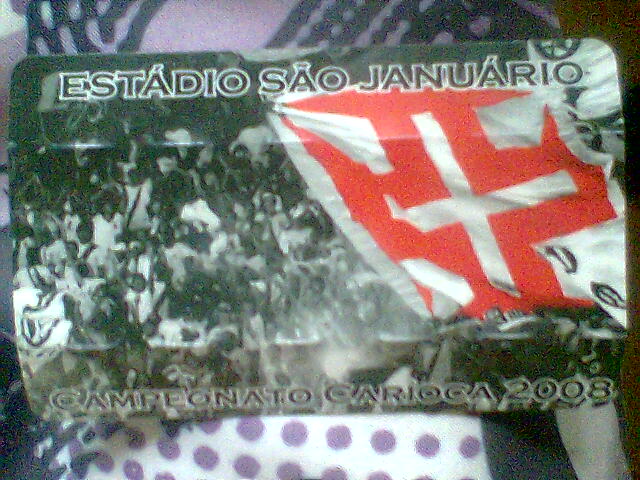 ESTÁDIO SÃO JANUÁRIO
CAMPEONATO CARIOCA 2008